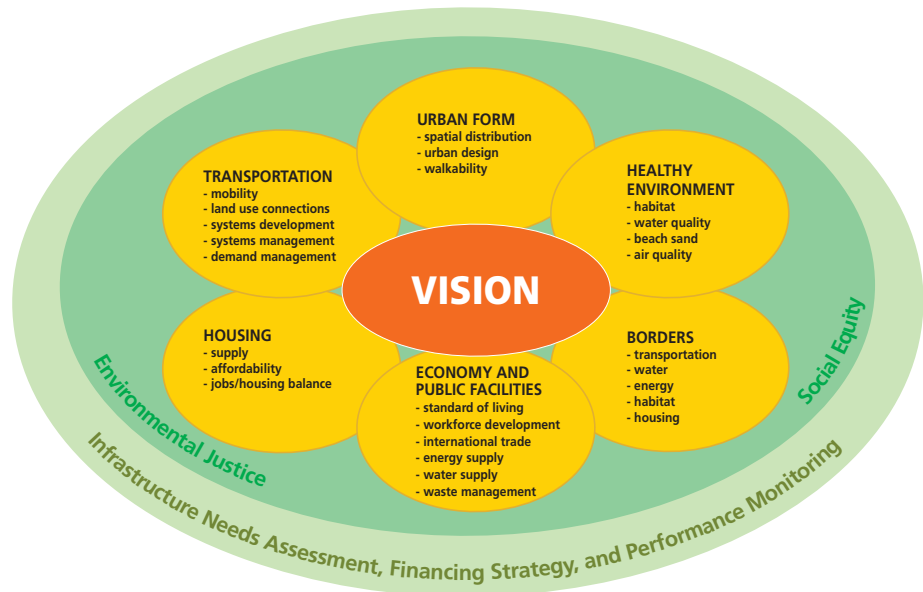 URBAN FORM
- spatial distribution
- urban design
- walkability
TRANSPORTATION
- mobility
- land use connections
- systems development
- systems management
- demand management
HEALTHY
ENVIRONMENT
- habitat
- water quality
- beach sand
- air quality
VISION
HOUSING
- supply
- affordability
- jobs/housing balance
ECONOMY AND
PUBLIC FACILITIES
- standard of living
- workforce development
- international trade
- energy supply
- water supply
- waste management
BORDERS
- transportation
- water
- energy
- habitat
- housing
Environmental Justice
Social Equity
Infrastructure Needs Assessment, Financing Strategy, and Performance Monitoring